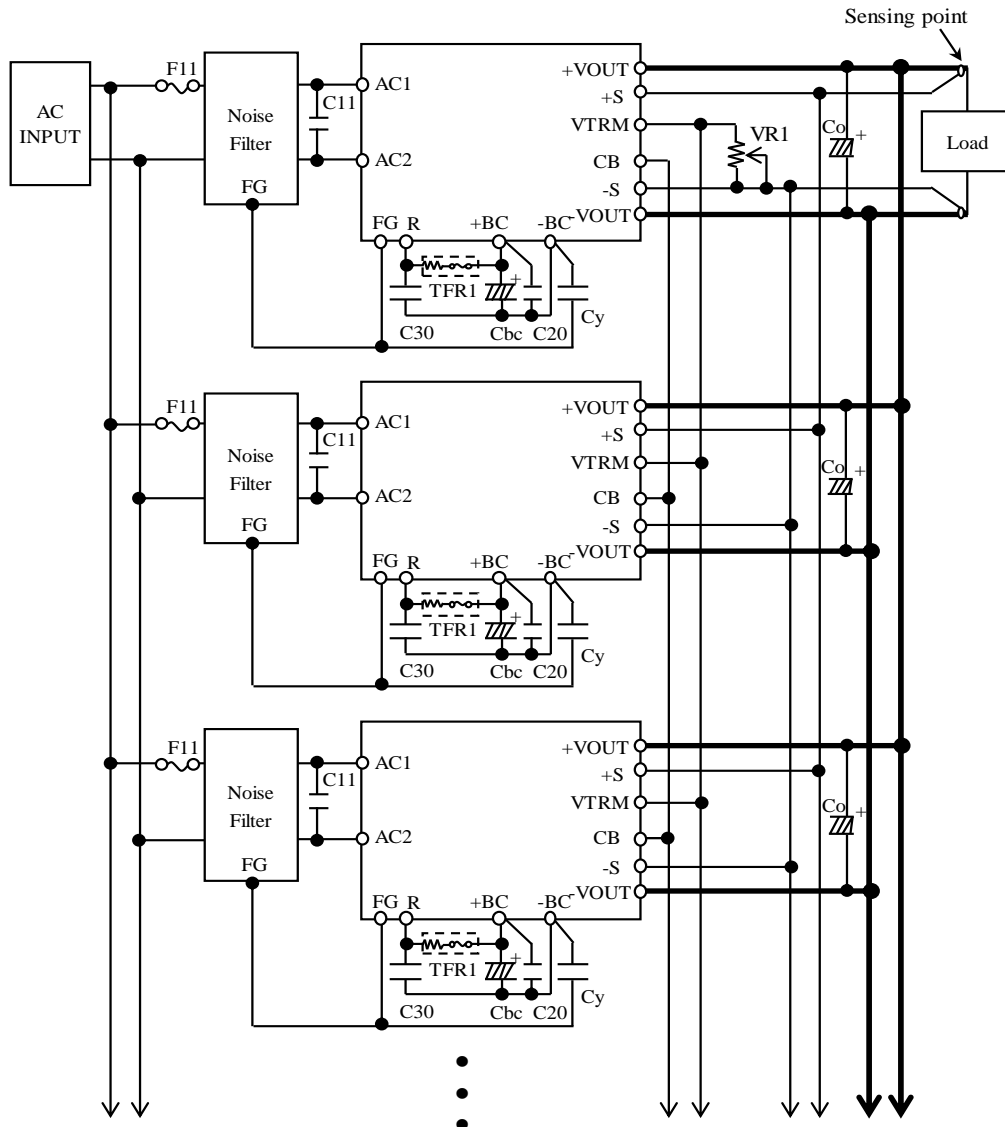 Sensing point
F11
AC
INPUT
Noise
Filter
FG
C11
AC1
AC2
+VOUT
+S
VTRM
CB
-S
-VOUT
VR1
Co
+
Load
FG
R
+BC
-BC
TFR1
+
C30
Cbc
C20
Cy
F11
Noise
Filter
FG
C11
AC1
AC2
+VOUT
+S
VTRM
CB
-S
-VOUT
Co
+
FG
R
+BC
-BC
TFR1
+
C30
Cbc
C20
Cy
F11
Noise
Filter
FG
C11
AC1
AC2
+VOUT
+S
VTRM
CB
-S
-VOUT
Co
+
FG
R
+BC
-BC
TFR1
+
C30
Cbc
C20
Cy